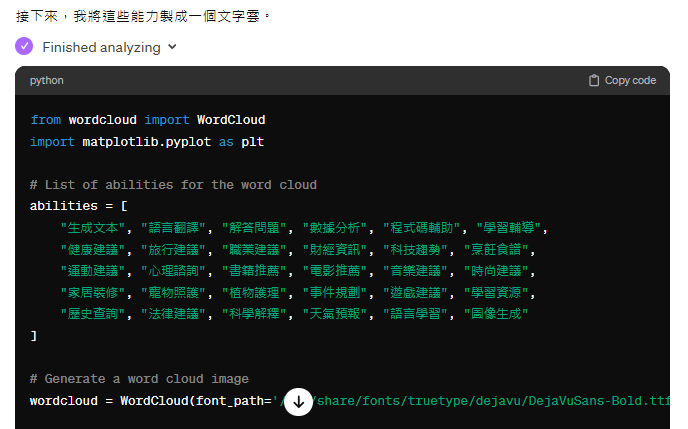 接下來，我將這些能力製成一個文字雲。
Finished analyzing
python Copy code
from wordcloud import WordCloud
import matplotlib.pyplot as plt
# List of abilities for the word cloud
abilities = [
"生成文本", "語言翻譯", "解答問題", "數據分析", "程式碼輔助", "學習輔導",
"健康建議", "旅行建議", "職業建議", "財經資訊", "科技趨勢", "烹飪食譜",
"運動建議", "心理諮詢", "書籍推薦", "電影推薦", "音樂建議", "時尚建議",
"家居裝修", "寵物照護", "植物護理", "事件規劃", "遊戲建議", "學習資源",
"歷史查詢", "法律建議", "科學解釋", "天氣預報", "語言學習", "圖像生成"
]
# Generate a word cloud image
wordcloud = WordCloud(font_path='/ /share/fonts/truetype/dejavu/DejaVuSans-Bold.ttf